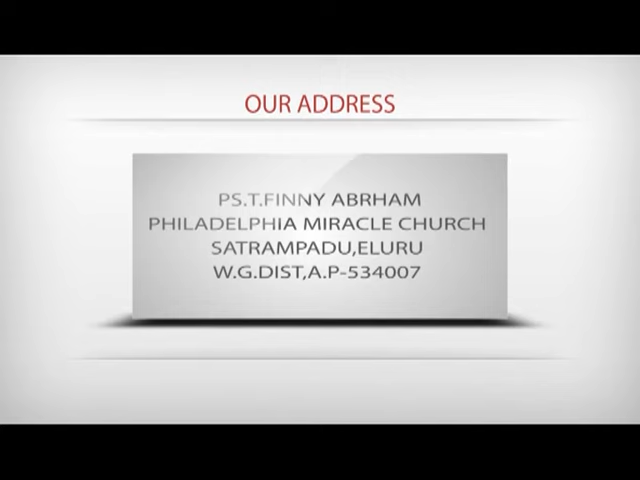 OUR ADDRESS
PS.T.FINNY ABRHAM
PHILADELPHIA MIRACLE CHURCH
SATRAMPADU,ELURU
W.G.DIST,A.P-534007